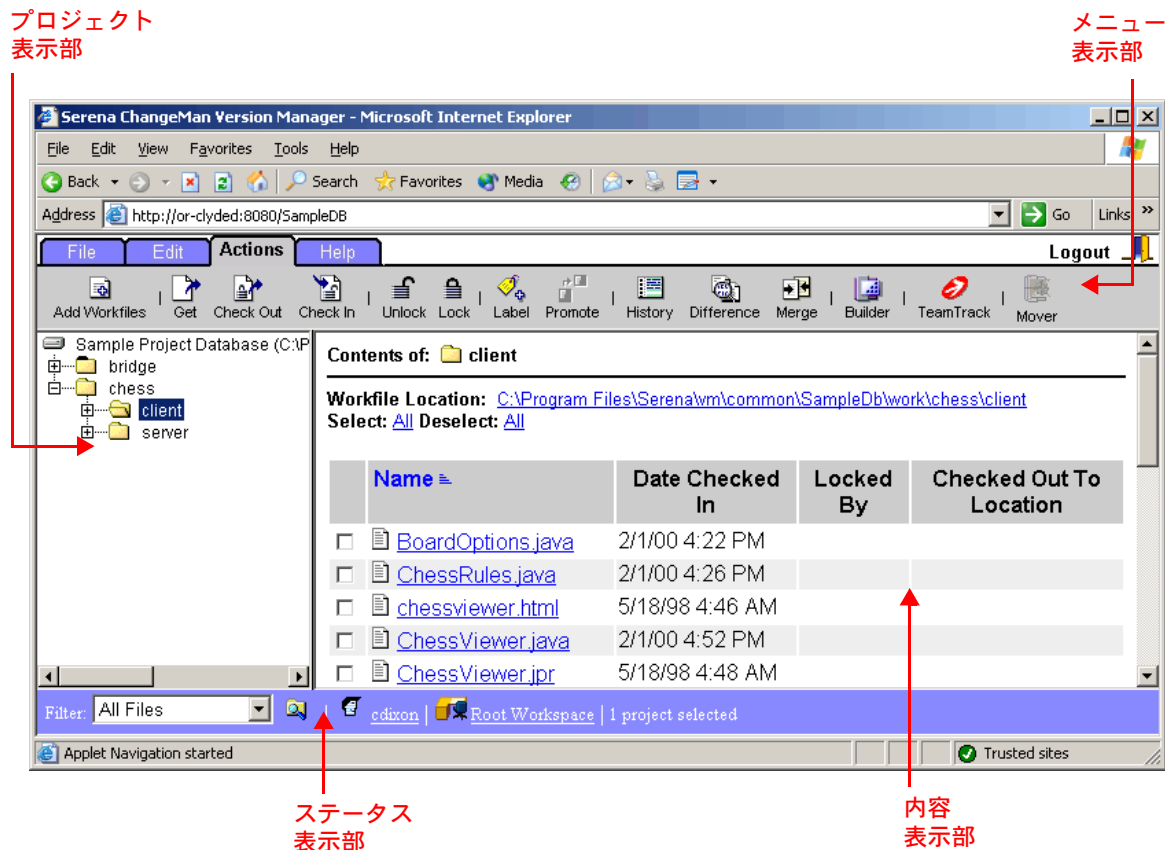 プロジェクト
表示部
メニュー
表示部
Serena ChangeMan Version Manager - Microsoft Internet Explorer
File Edit View Favorites Tools Help
Back Search Favorites Media
Address http://or-clyded:8080/SampleDB Go Links »
File Edit Actions Help Logout
Add Workfiles Get Check Out Check In Unlock Lock Label Promote History Difference Merge Builder TeamTrack Mover
Sample Project Database (C:\P
bridge
chess
client
server
Contents of: client
Workfile Location: C:\Program Files\Serena\vm\common\SampleDb\work\chess\client
Select: All Deselect: All
Name Date Checked In Locked By Checked Out To Location
BoardOptions.java 2/1/00 4:22 PM
ChessRules.java 2/1/00 4:26 PM
chessviewer.html 5/18/98 4:46 AM
ChessViewer.java 2/1/00 4:52 PM
ChessViewer.jpr 5/18/98 4:48 AM
Filter: All Files | cdixon | Root Workspace | 1 project selected
Applet Navigation started Trusted sites
ステータス
表示部
内容
表示部